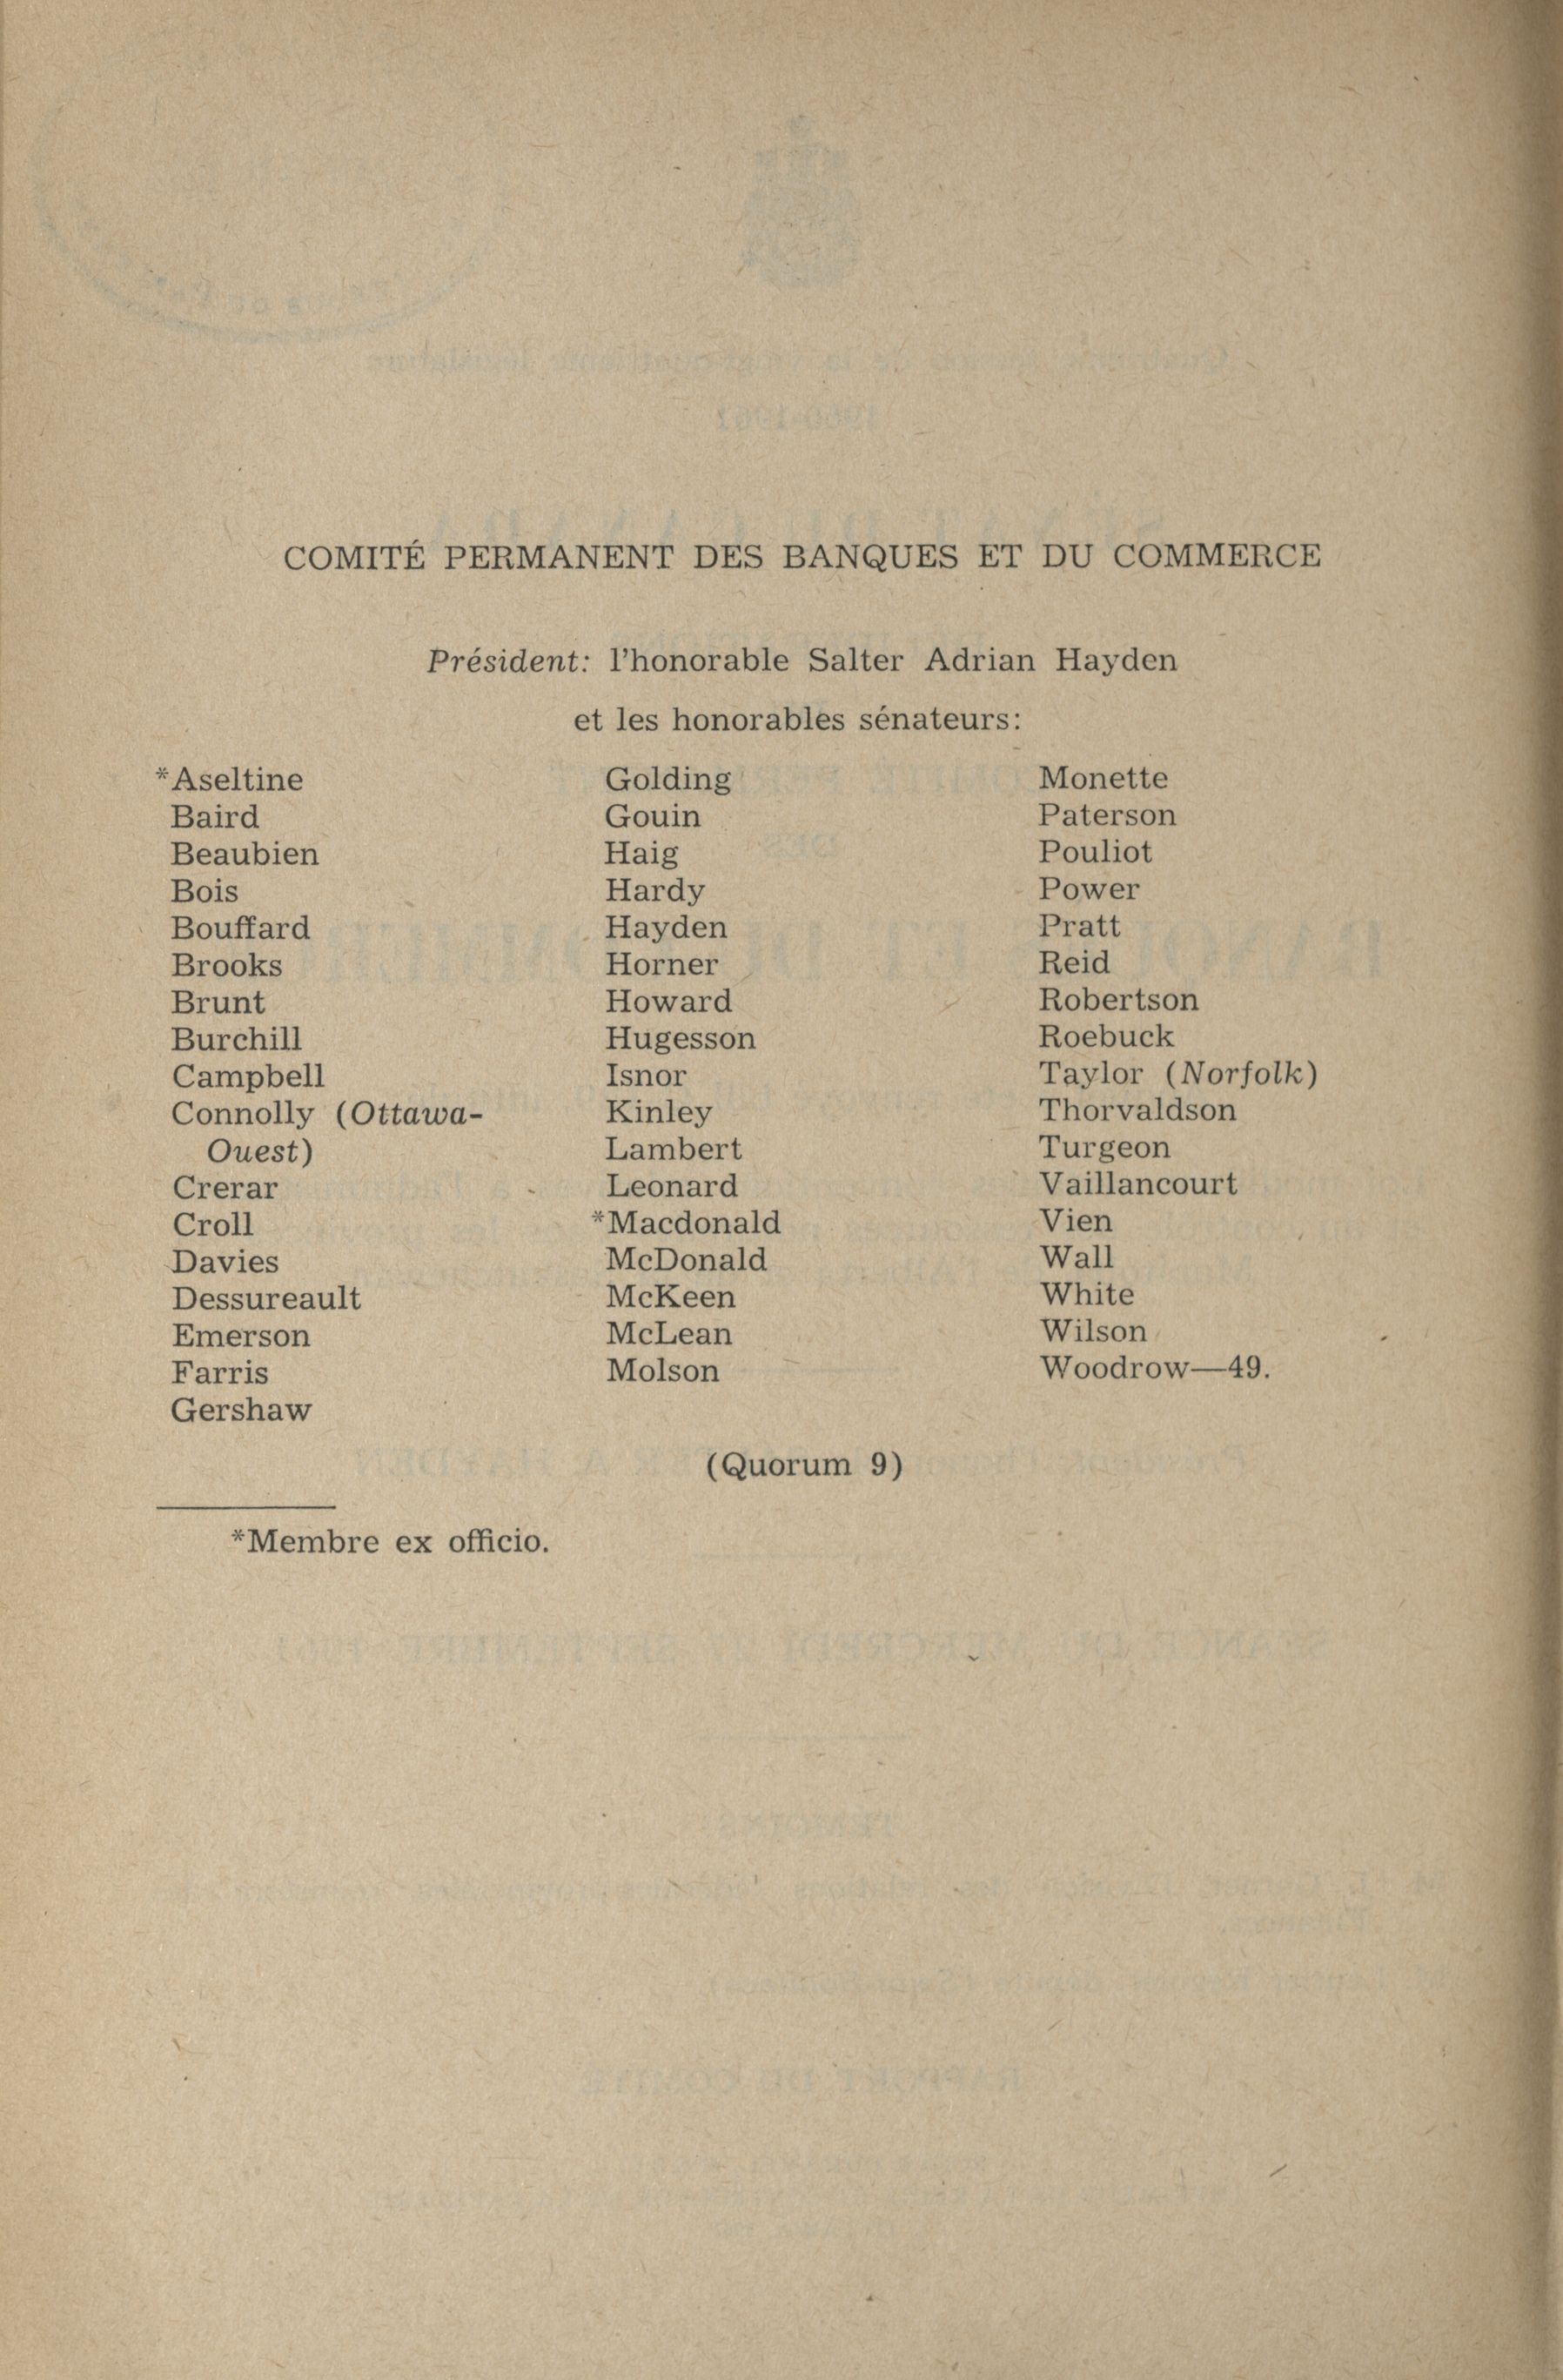 COMITÉ PERMANENT DES BANQUES ET DU COMMERCE
Président: l'honorable Salter Adrian Hayden
et les honorables sénateurs:
*Aseltine
Baird
Beaubien
Bois
Bouffard
Brooks
Brunt
Burchill
Campbell
Connolly (Ottawa-
Ouest)
Crerar
Croll
Davies
Dessureault
Emerson
Farris
Gershaw
Golding
Gouin
Haig
Hardy
Hayden
Horner
Howard
Hugesson
Isnor
Kinley
Lambert
Leonard
*Macdonald
McDonald
McKeen
McLean
Molson
Monette
Paterson
Pouliot
Power
Pratt
Reid
Robertson
Roebuck
Taylor (Norfolk)
Thorvaldson
Turgeon
Vaillancourt
Vien
Wall
White
Wilson
Woodrow—49.
(Quorum 9)
*Membre ex officio.